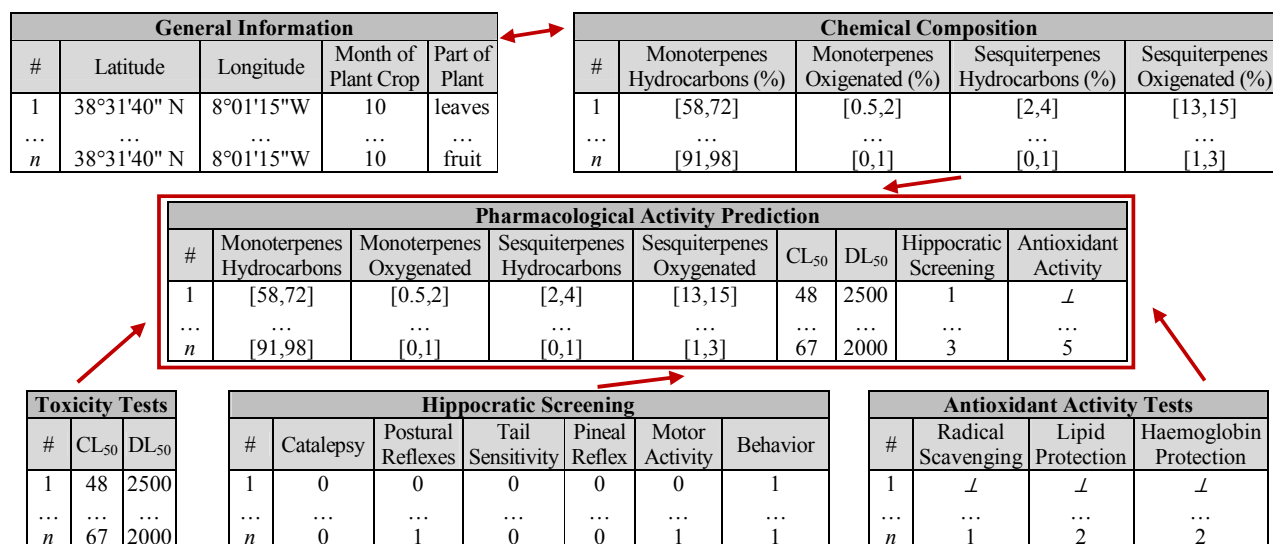 General Information
# Latitude Longitude Month of Plant Crop Part of Plant
1 38°31'40" N 8°01'15"W 10 leaves
… … … … …
n 38°31'40" N 8°01'15"W 10 fruit
Chemical Composition
# Monoterpenes Hydrocarbons (%) Monoterpenes Oxigenated (%) Sesquiterpenes Hydrocarbons (%) Sesquiterpenes Oxigenated (%)
1 [58,72] [0.5,2] [2,4] [13,15]
… … … … …
n [91,98] [0,1] [0,1] [1,3]
Pharmacological Activity Prediction
# Monoterpenes Hydrocarbons Monoterpenes Oxygenated Sesquiterpenes Hydrocarbons Sesquiterpenes Oxygenated CL₅₀ DL₅₀ Hippocratic Screening Antioxidant Activity
1 [58,72] [0.5,2] [2,4] [13,15] 48 2500 1 ⊥
… … … … … … … … …
n [91,98] [0,1] [0,1] [1,3] 67 2000 3 5
Toxicity Tests
# CL₅₀ DL₅₀
1 48 2500
… … …
n 67 2000
Hippocratic Screening
# Catalepsy Postural Reflexes Tail Sensitivity Pineal Reflex Motor Activity Behavior
1 0 0 0 0 0 1
… … … … … … …
n 0 1 0 0 1 1
Antioxidant Activity Tests
# Radical Scavenging Lipid Protection Haemoglobin Protection
1 ⊥ ⊥ ⊥
… … … …
n 1 2 2